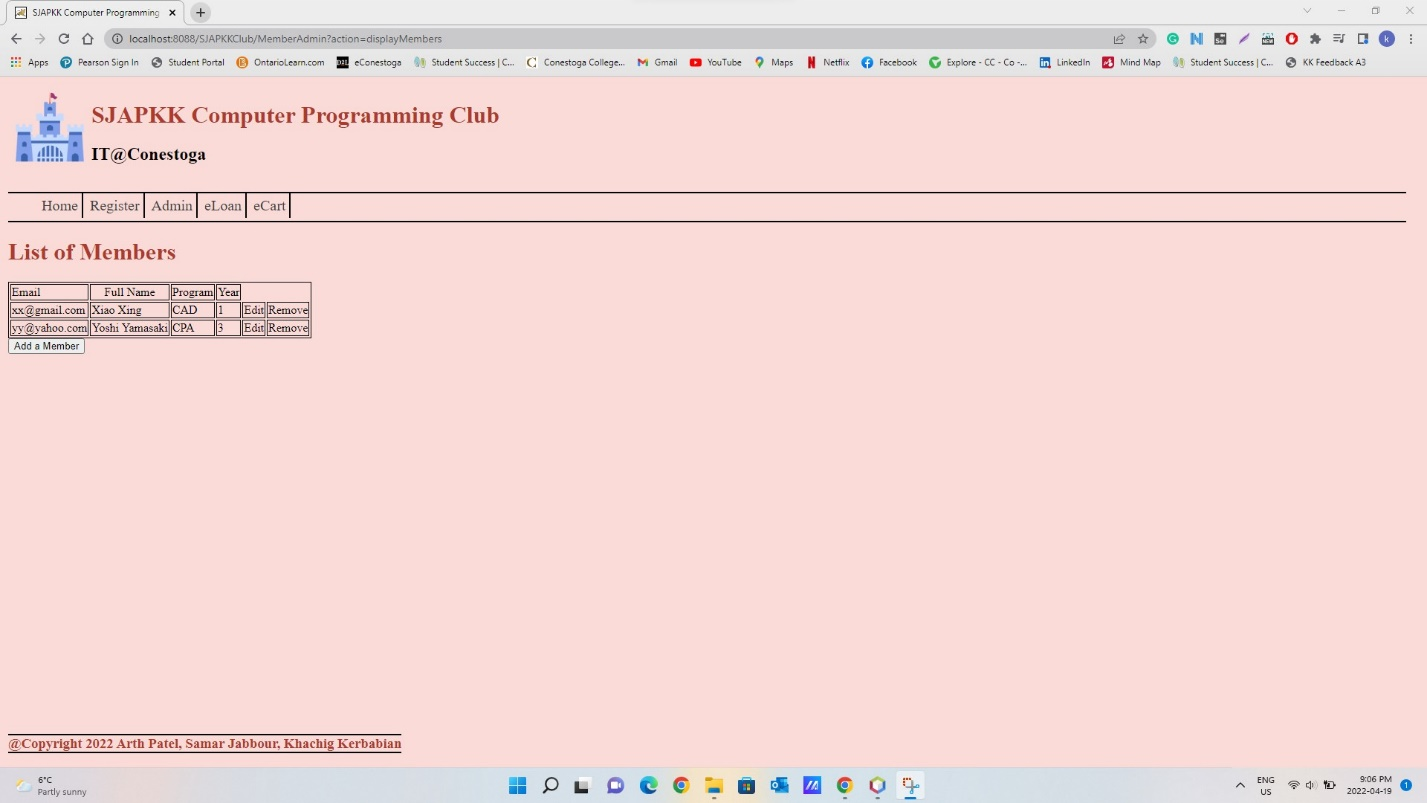 SJAPKK Computer Programming
localhost:8088/SJAPKKClub/MemberAdmin?action=displayMembers
Apps Pearson Sign In Student Portal OntarioLearn.com eConestoga Student Success | C... Conestoga College... Gmail YouTube Maps Netflix Facebook Explore - CC - Co -... LinkedIn Mind Map Student Success | C... KK Feedback A3
SJAPKK Computer Programming Club
IT@Conestoga
Home Register Admin eLoan eCart
List of Members
Email Full Name Program Year
xx@gmail.com Xiao Xing CAD 1 Edit Remove
yy@yahoo.com Yoshi Yamasaki CPA 3 Edit Remove
Add a Member
@Copyright 2022 Arth Patel, Samar Jabbour, Khachig Kerbabian
6°C
Partly sunny
ENG
US
9:06 PM
2022-04-19
1